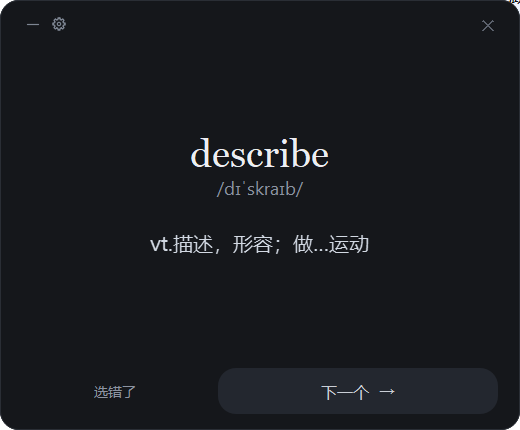 describe
/dɪˈskraɪb/
vt.描述，形容；做...运动
选错了
下一个 →